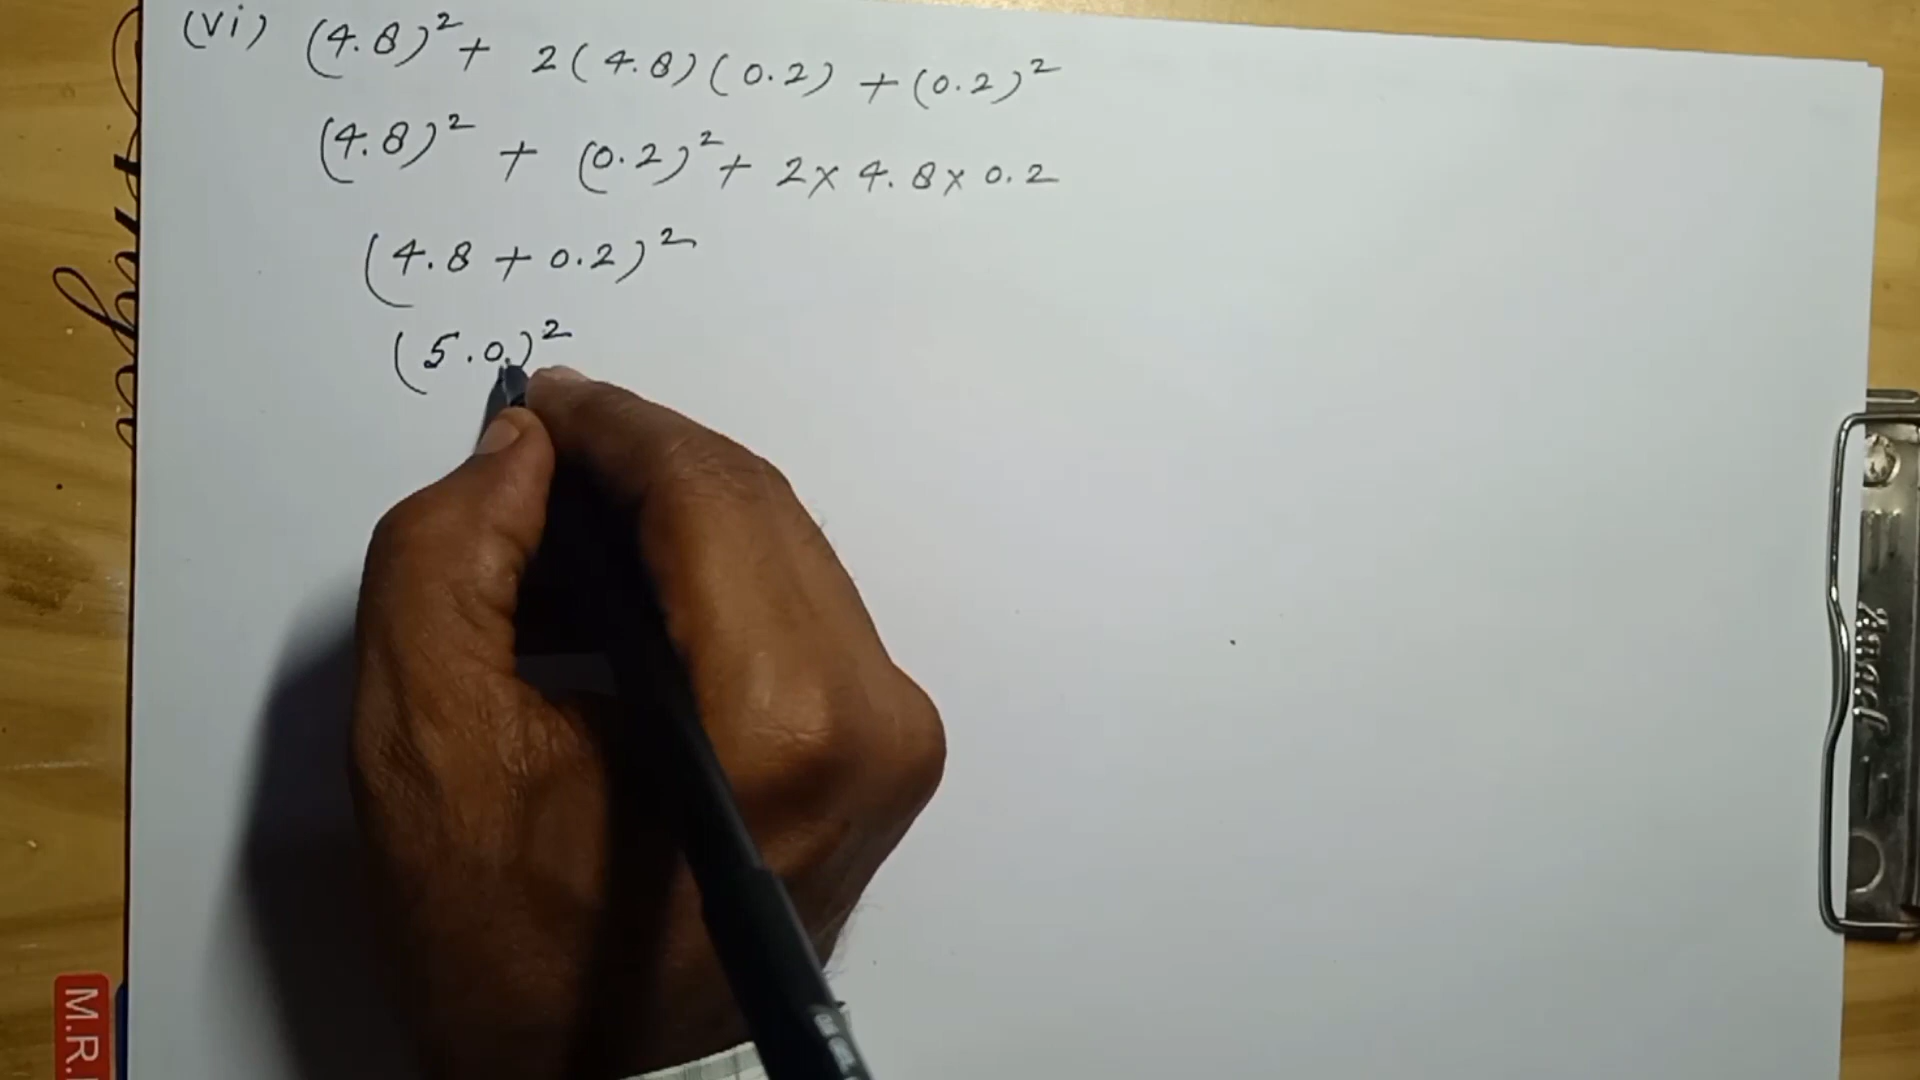 (vi) (4.8)² + 2(4.8)(0.2) + (0.2)²
(4.8)² + (0.2)² + 2 × 4.8 × 0.2
(4.8 + 0.2)²
(5.0)²
M.R.